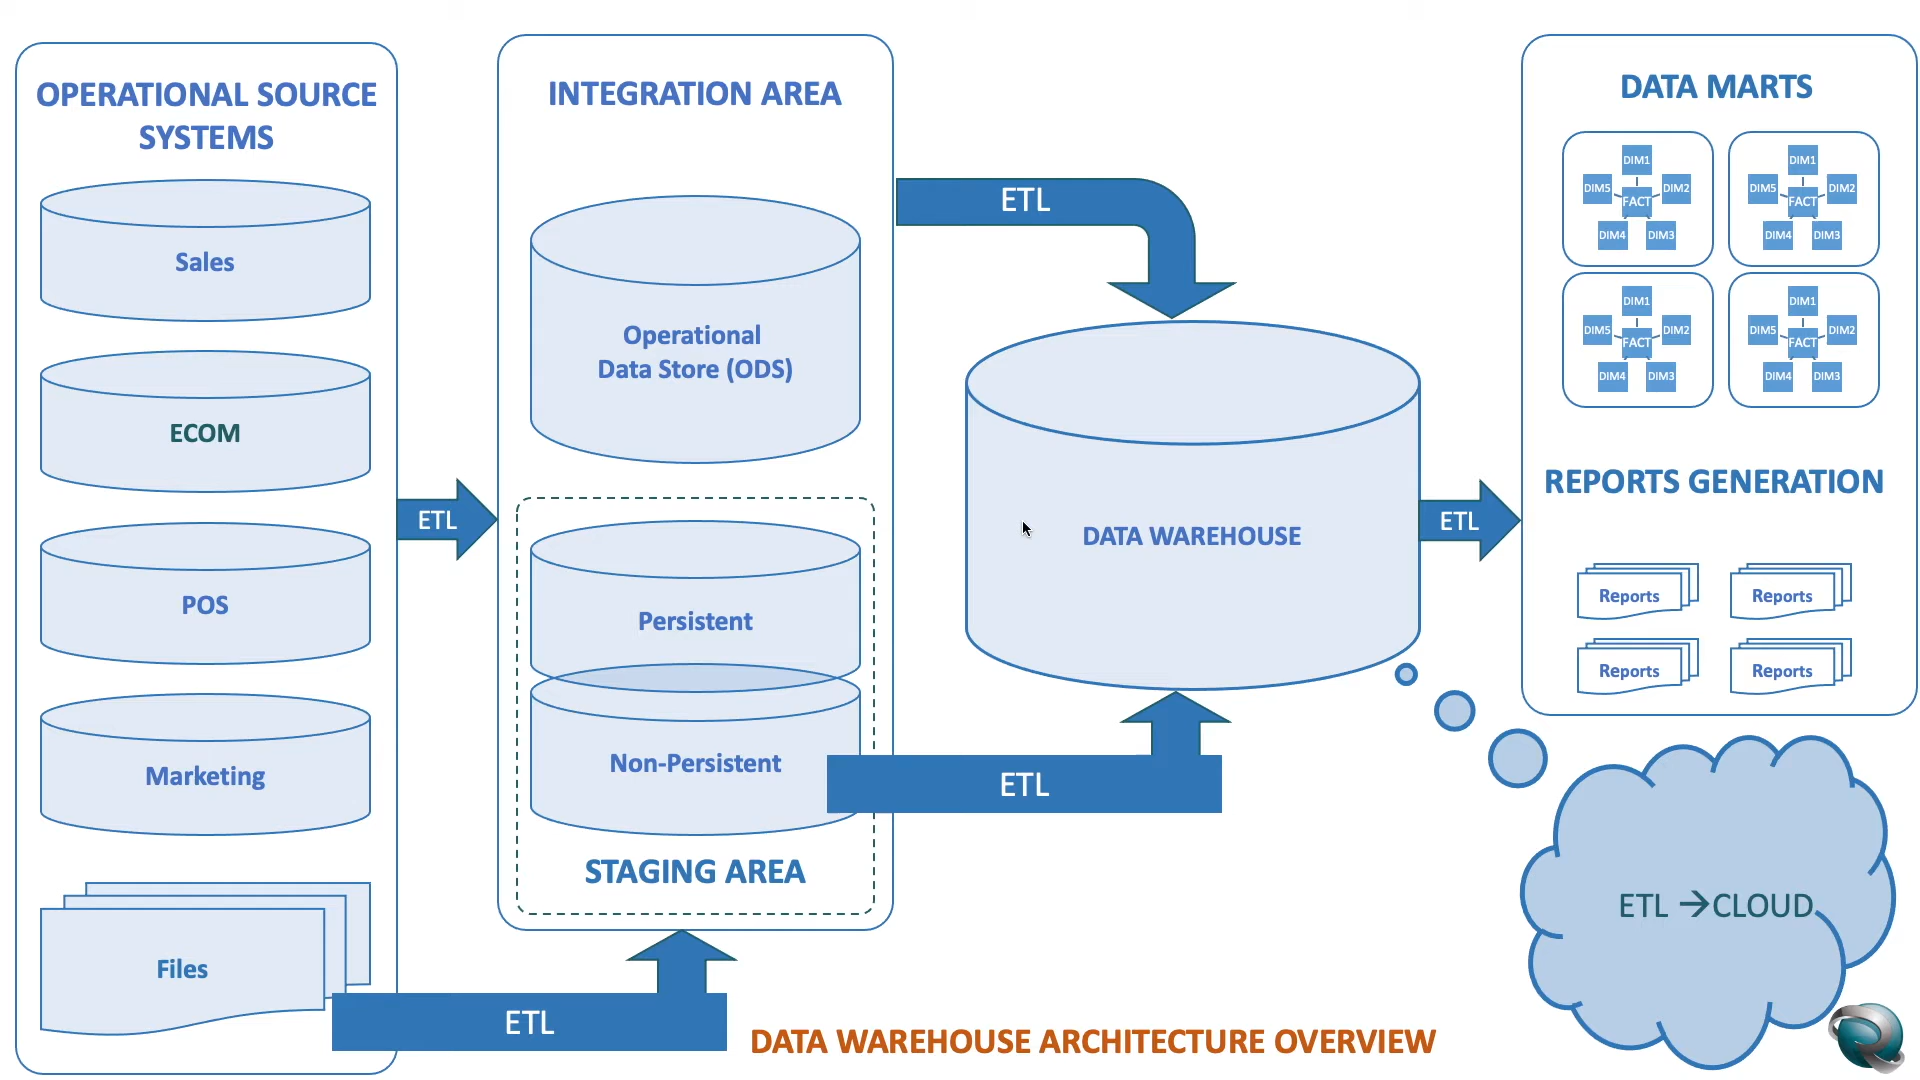 OPERATIONAL SOURCE
SYSTEMS
Sales
ECOM
POS
Marketing
Files
ETL
ETL
INTEGRATION AREA
Operational
Data Store (ODS)
Persistent
Non-Persistent
STAGING AREA
ETL
ETL
DATA WAREHOUSE
ETL
DATA MARTS
DIM1
DIM5
DIM2
FACT
DIM4
DIM3
DIM1
DIM5
DIM2
FACT
DIM4
DIM3
DIM1
DIM5
DIM2
FACT
DIM4
DIM3
DIM1
DIM5
DIM2
FACT
DIM4
DIM3
REPORTS GENERATION
Reports
Reports
Reports
Reports
ETL →CLOUD
DATA WAREHOUSE ARCHITECTURE OVERVIEW